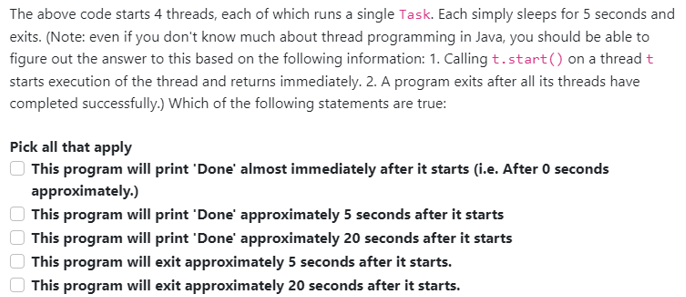 The above code starts 4 threads, each of which runs a single Task. Each simply sleeps for 5 seconds and
exits. (Note: even if you don't know much about thread programming in Java, you should be able to
figure out the answer to this based on the following information: 1. Calling t.start() on a thread t
starts execution of the thread and returns immediately. 2. A program exits after all its threads have
completed successfully.) Which of the following statements are true:
Pick all that apply
This program will print 'Done' almost immediately after it starts (i.e. After 0 seconds
approximately.)
This program will print 'Done' approximately 5 seconds after it starts
This program will print 'Done' approximately 20 seconds after it starts
This program will exit approximately 5 seconds after it starts.
This program will exit approximately 20 seconds after it starts.